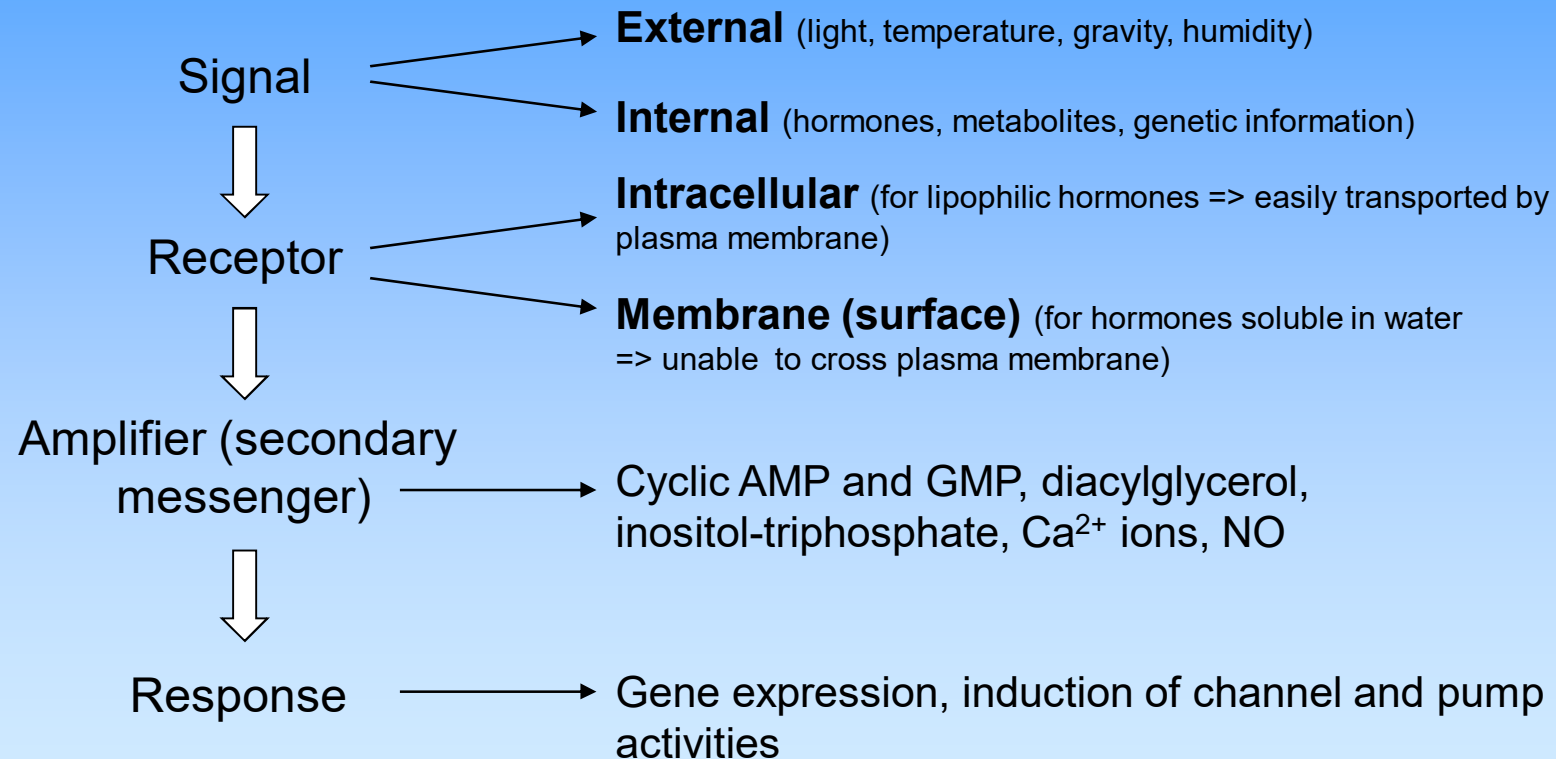 Signal
External (light, temperature, gravity, humidity)
Internal (hormones, metabolites, genetic information)
Receptor
Intracellular (for lipophilic hormones => easily transported by
plasma membrane)
Membrane (surface) (for hormones soluble in water
=> unable to cross plasma membrane)
Amplifier (secondary
messenger)
Cyclic AMP and GMP, diacylglycerol,
inositol-triphosphate, Ca²⁺ ions, NO
Response
Gene expression, induction of channel and pump
activities